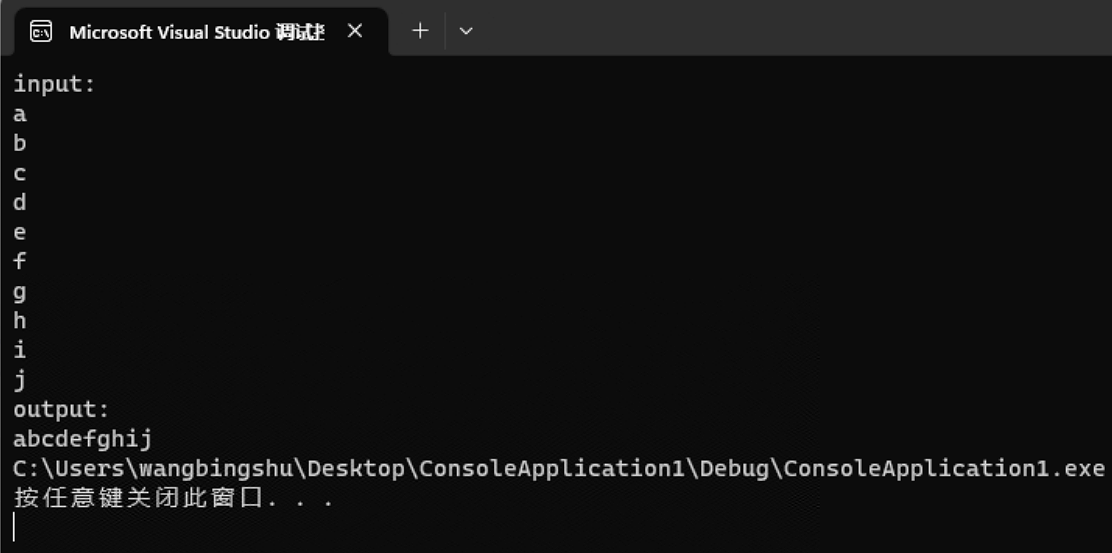 Microsoft Visual Studio 调试
input:
a
b
c
d
e
f
g
h
i
j
output:
abcdefghij
C:\Users\wangbingshu\Desktop\ConsoleApplication1\Debug\ConsoleApplication1.exe
按任意键关闭此窗口. . .